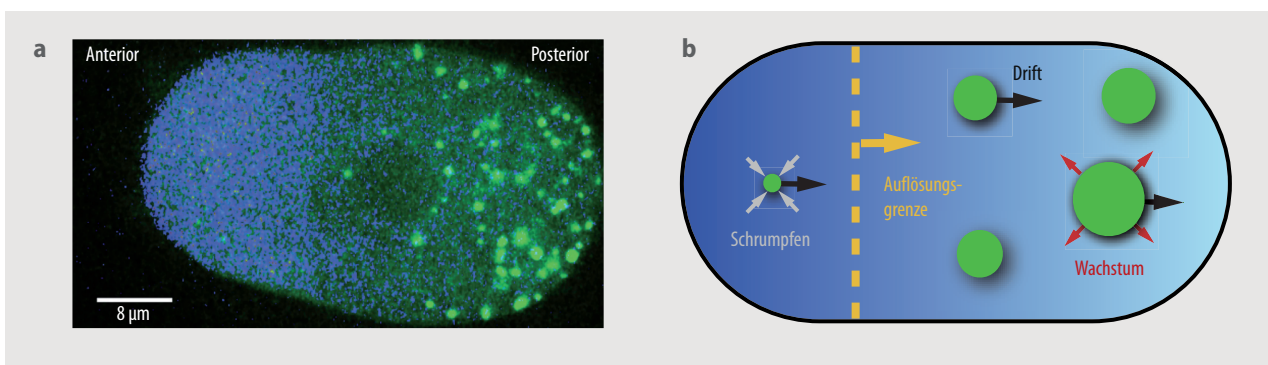 a
Anterior
Posterior
8 µm
b
Drift
Auflösungs-
grenze
Schrumpfen
Wachstum